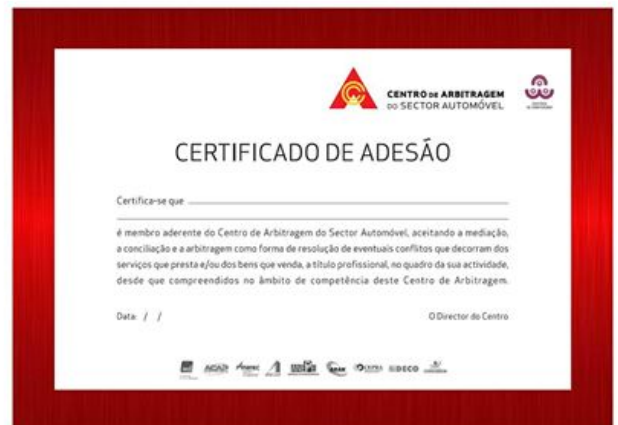 CENTRO DE ARBITRAGEM
DO SECTOR AUTOMÓVEL
CERTIFICADO DE ADESÃO
Certifica-se que
é membro aderente do Centro de Arbitragem do Sector Automóvel, aceitando a mediação,
a conciliação e a arbitragem como forma de resolução de eventuais conflitos que decorram dos
serviços que presta e/ou dos bens que venda, a título profissional, no quadro da sua actividade,
desde que compreendidos no âmbito de competência deste Centro de Arbitragem.
Data: / /
O Director do Centro
DECO